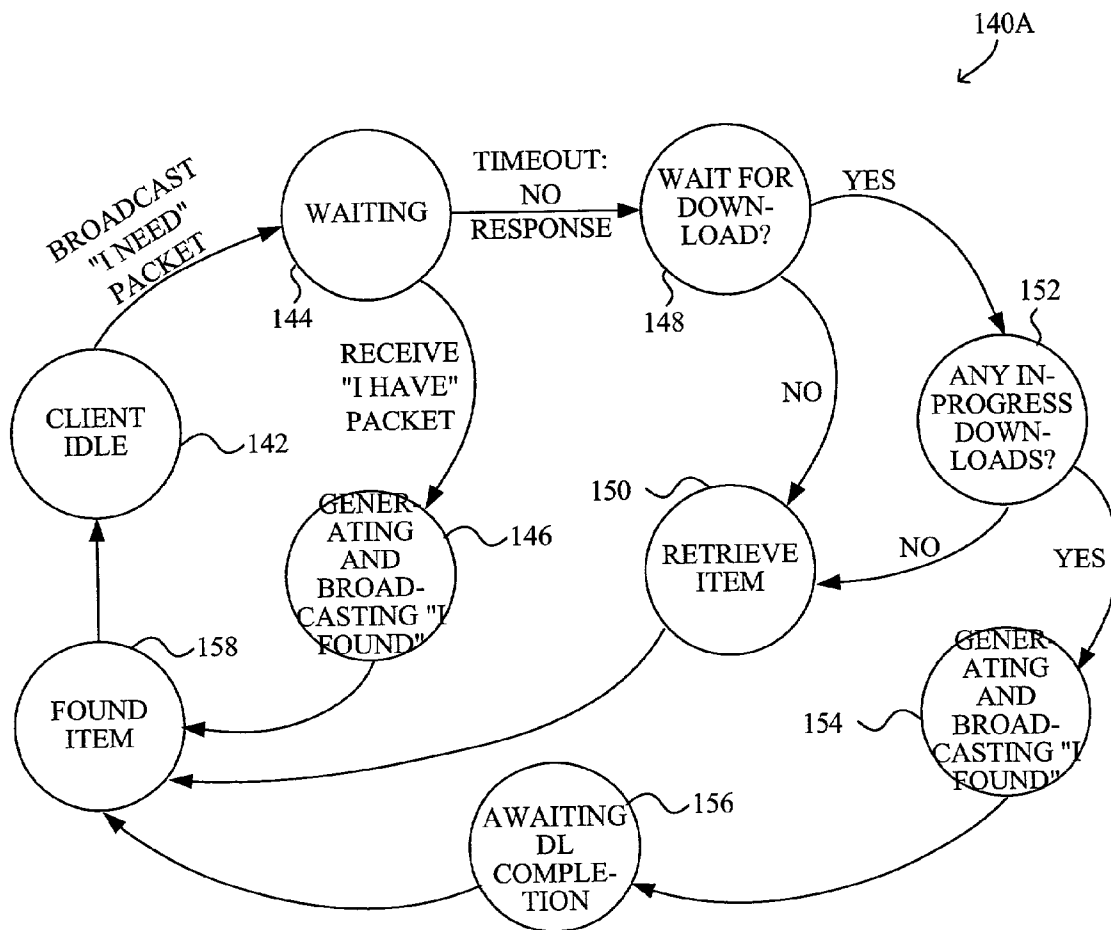 140A
BROADCAST
"I NEED"
PACKET
WAITING
144
TIMEOUT:
NO
RESPONSE
WAIT FOR
DOWN-
LOAD?
148
YES
152
ANY IN-
PROGRESS
DOWN-
LOADS?
RECEIVE
"I HAVE"
PACKET
NO
CLIENT
IDLE
142
150
RETRIEVE
ITEM
NO
YES
GENER-
ATING
AND
BROAD-
CASTING "I
FOUND"
146
158
FOUND
ITEM
GENER-
ATING
AND
BROAD-
CASTING "I
FOUND"
154
AWAITING
DL
COMPLE-
TION
156